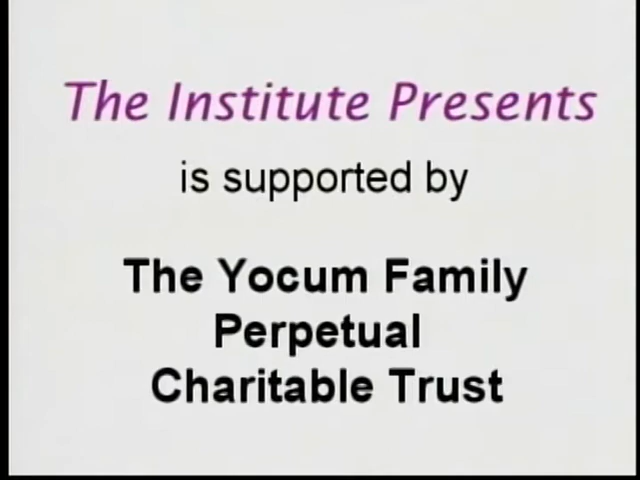 The Institute Presents
is supported by
The Yocum Family
Perpetual
Charitable Trust